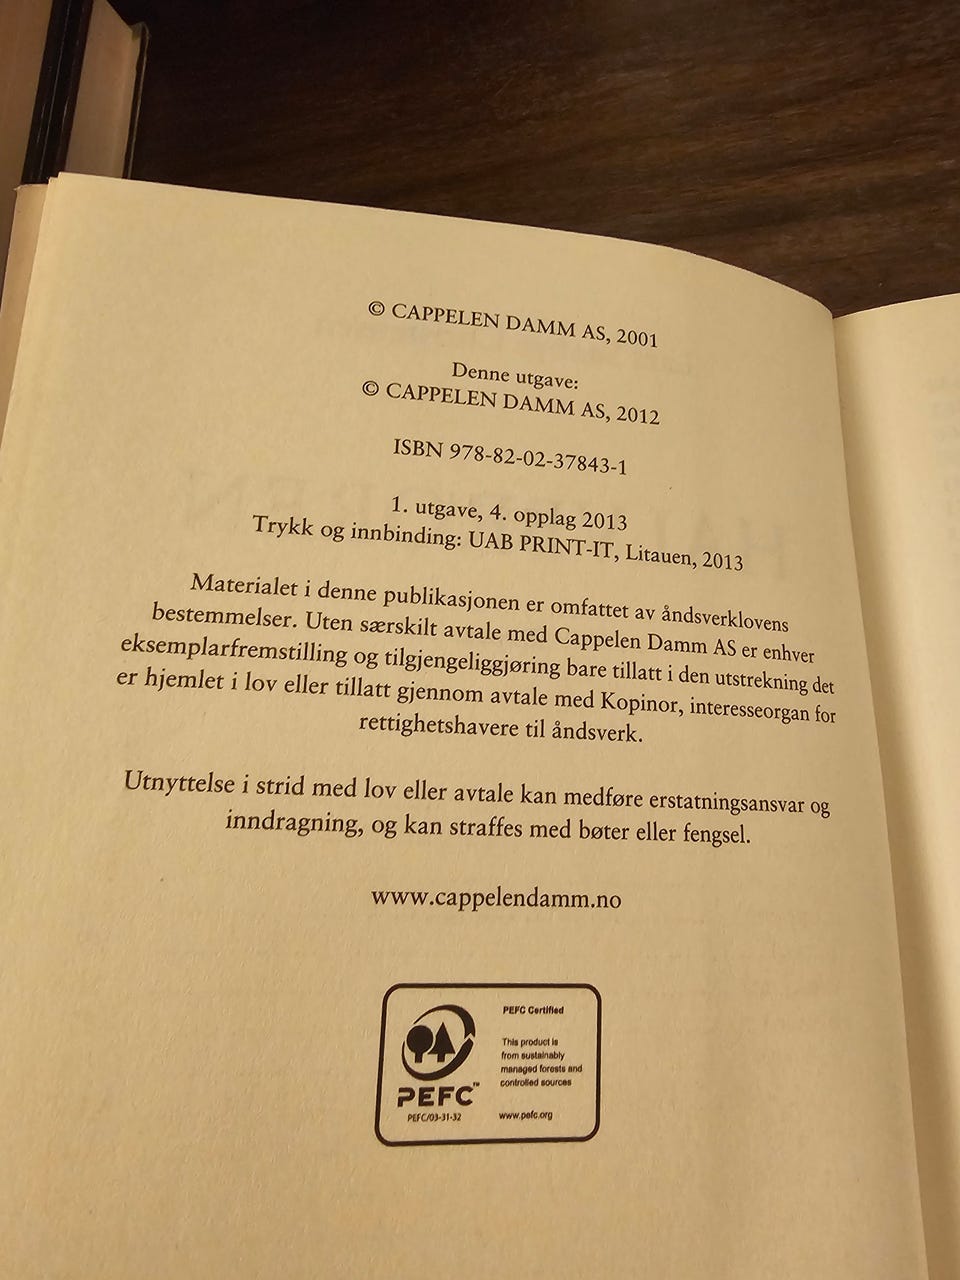 © CAPPELEN DAMM AS, 2001
Denne utgave:
© CAPPELEN DAMM AS, 2012
ISBN 978-82-02-37843-1
1. utgave, 4. opplag 2013
Trykk og innbinding: UAB PRINT-IT, Litauen, 2013
Materialet i denne publikasjonen er omfattet av åndsverklovens
bestemmelser. Uten særskilt avtale med Cappelen Damm AS er enhver
eksemplarfremstilling og tilgjengeliggjøring bare tillatt i den utstrekning det
er hjemlet i lov eller tillatt gjennom avtale med Kopinor, interesseorgan for
rettighetshavere til åndsverk.
Utnyttelse i strid med lov eller avtale kan medføre erstatningsansvar og
inndragning, og kan straffes med bøter eller fengsel.
www.cappelendamm.no
PEFC™
PEFC/03-31-32
PEFC Certified
This product is
from sustainably
managed forests and
controlled sources
www.pefc.org